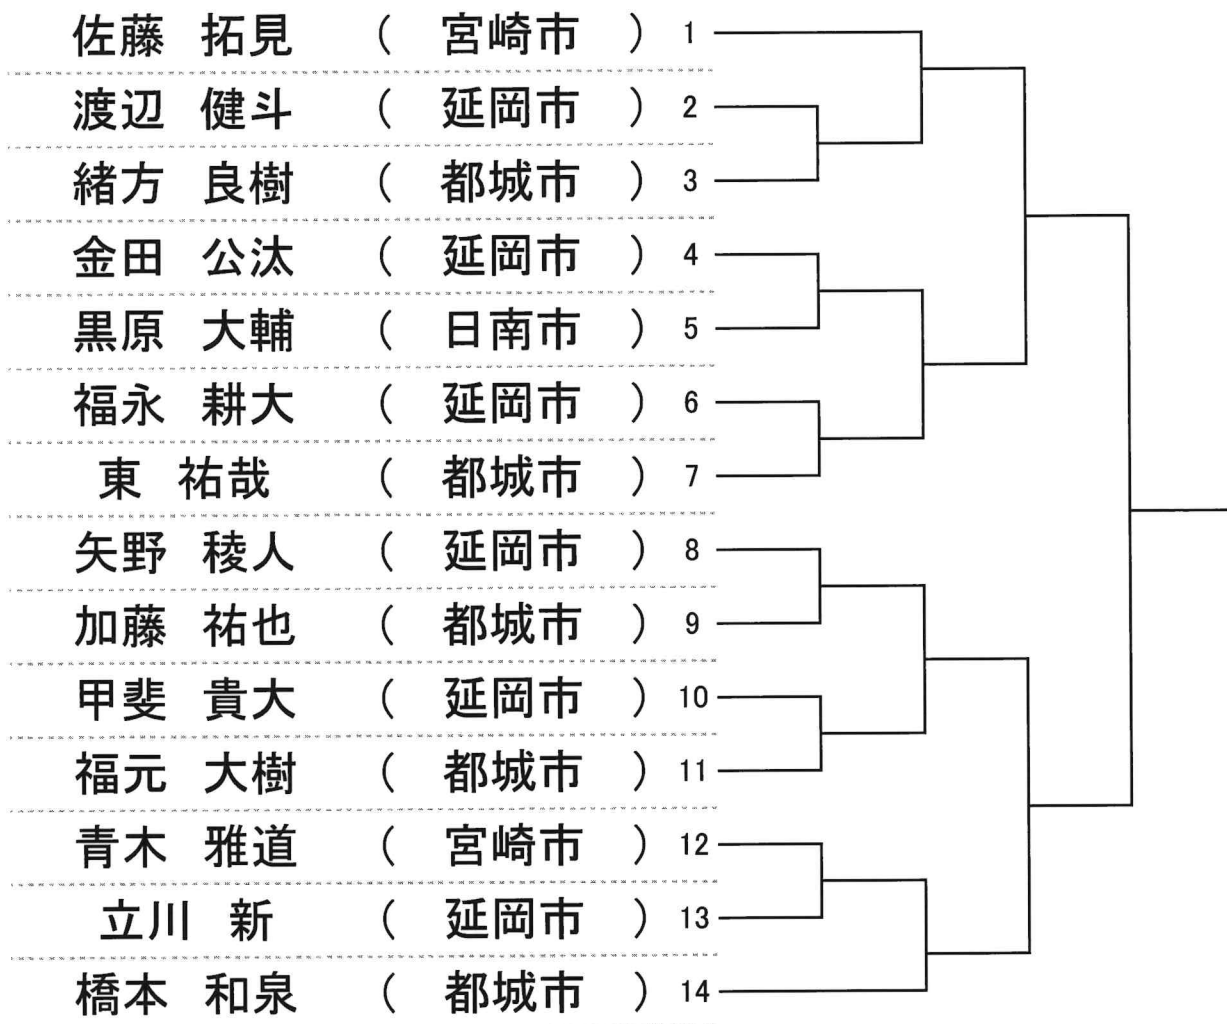 佐藤 拓見 ( 宮崎市 ) 1
渡辺 健斗 ( 延岡市 ) 2
緒方 良樹 ( 都城市 ) 3
金田 公汰 ( 延岡市 ) 4
黒原 大輔 ( 日南市 ) 5
福永 耕大 ( 延岡市 ) 6
東 祐哉 ( 都城市 ) 7
矢野 稜人 ( 延岡市 ) 8
加藤 祐也 ( 都城市 ) 9
甲斐 貴大 ( 延岡市 ) 10
福元 大樹 ( 都城市 ) 11
青木 雅道 ( 宮崎市 ) 12
立川 新 ( 延岡市 ) 13
橋本 和泉 ( 都城市 ) 14